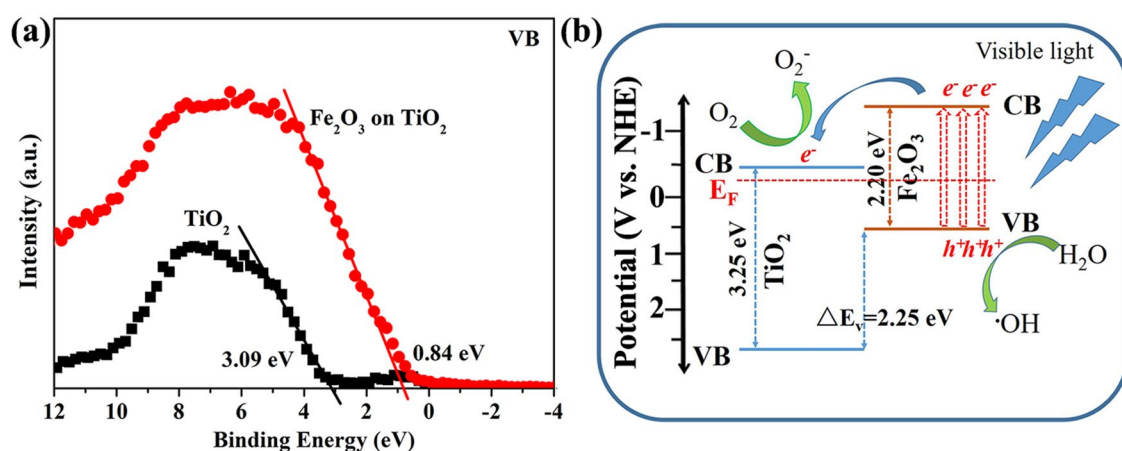 (a)
VB
Fe₂O₃ on TiO₂
TiO₂
3.09 eV
0.84 eV
Intensity (a.u.)
12 10 8 6 4 2 0 -2 -4
Binding Energy (eV)
(b)
Visible light
O₂⁻
O₂
e⁻ e⁻ e⁻
CB
e⁻
CB
E_F
2.20 eV
Fe₂O₃
VB
h⁺h⁺h⁺
H₂O
·OH
3.25 eV
TiO₂
△Eᵥ=2.25 eV
VB
-1
0
1
2
Potential (V vs. NHE)